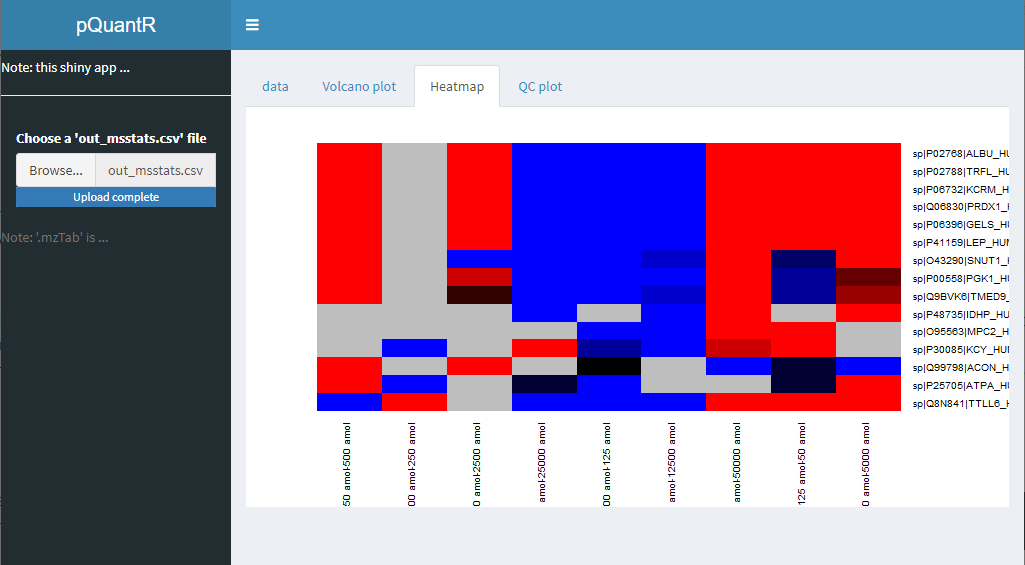 pQuantR
Note: this shiny app ...
data Volcano plot Heatmap QC plot
Choose a 'out_msstats.csv' file
Browse... out_msstats.csv
Upload complete
Note: '.mzTab' is ...
sp|P02768|ALBU_HU
sp|P02788|TRFL_HU
sp|P06732|KCRM_H
sp|Q06830|PRDX1_H
sp|P06396|GELS_HU
sp|P41159|LEP_HUM
sp|O43290|SNUT1_H
sp|P00558|PGK1_HU
sp|Q9BVK6|TMED9_
sp|P48735|IDHP_HU
sp|O95563|MPC2_H
sp|P30085|KCY_HUM
sp|Q99798|ACON_H
sp|P25705|ATPA_HU
sp|Q8N841|TTLL6_H
50 amol-500 amol
00 amol-250 amol
0 amol-2500 amol
amol-25000 amol
00 amol-125 amol
amol-12500 amol
amol-50000 amol
125 amol-50 amol
0 amol-5000 amol